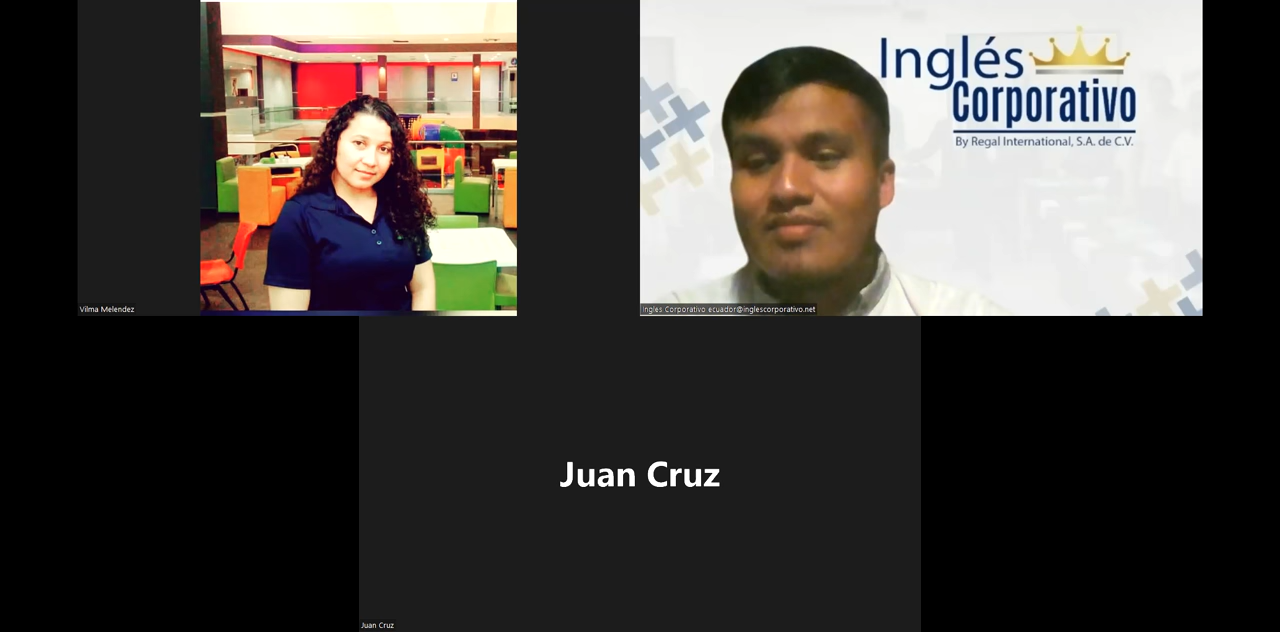 Inglés
Corporativo
By Regal International, S.A. de C.V.
Vilma Melendez
Ingles Corporativo ecuador@inglescorporativo.net
Juan Cruz
Juan Cruz